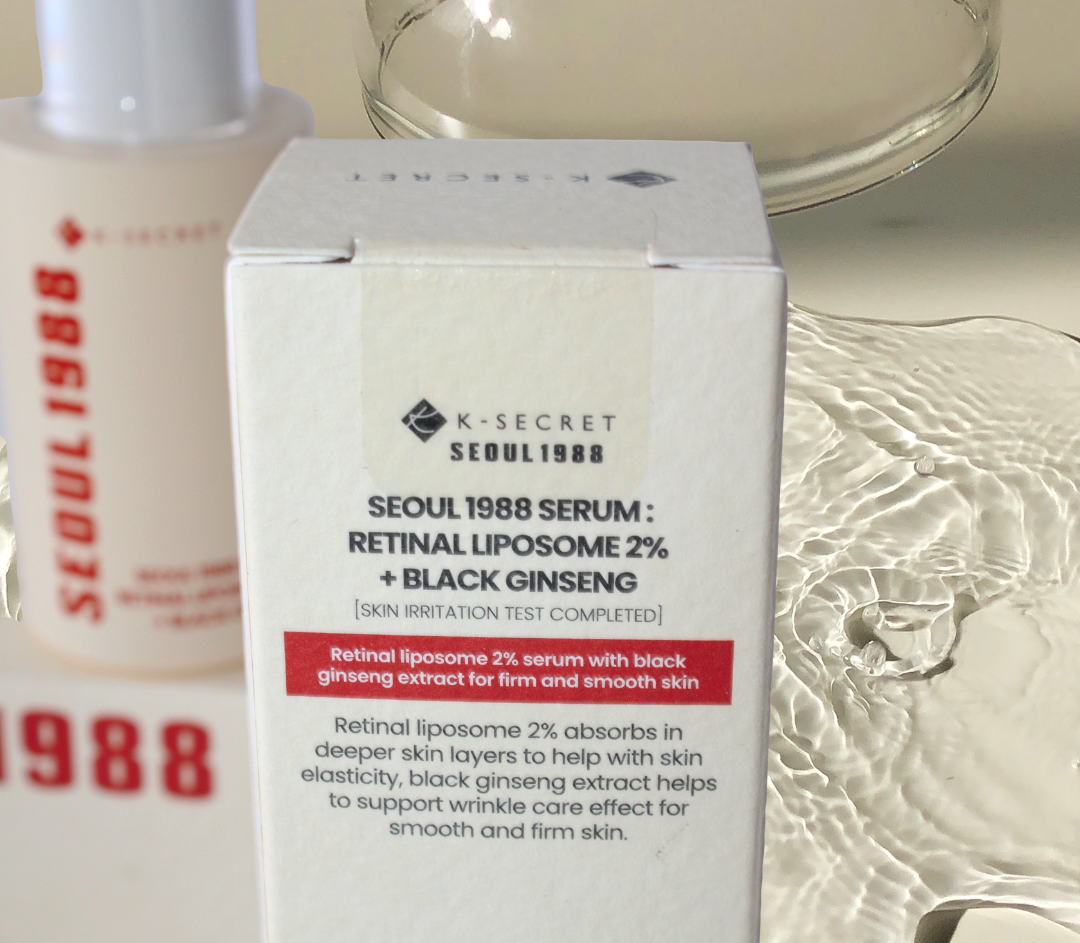 K-SECRET
K-SECRET
SEOUL 1988
1988
K-SECRET
SEOUL 1988
SEOUL 1988 SERUM :
RETINAL LIPOSOME 2%
+ BLACK GINSENG
[SKIN IRRITATION TEST COMPLETED]
Retinal liposome 2% serum with black
ginseng extract for firm and smooth skin
Retinal liposome 2% absorbs in
deeper skin layers to help with skin
elasticity, black ginseng extract helps
to support wrinkle care effect for
smooth and firm skin.